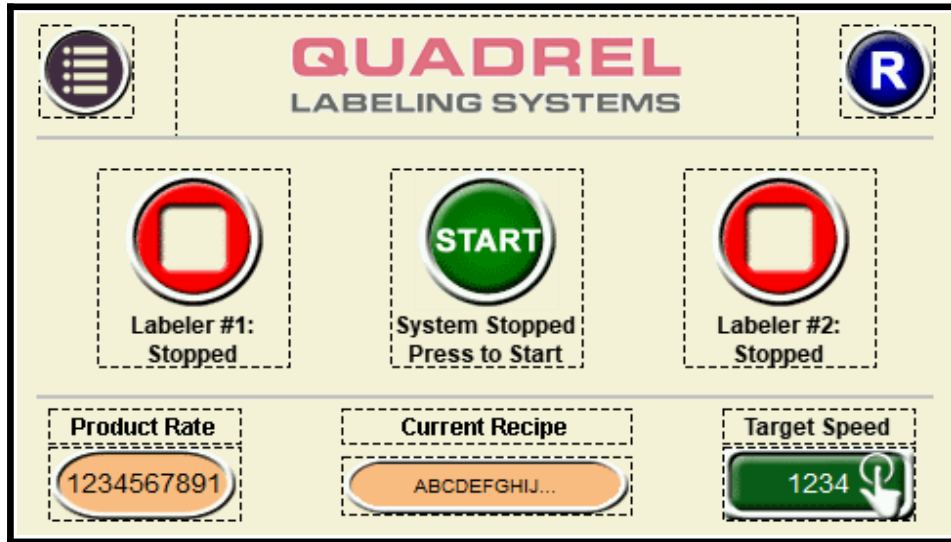 QUADREL
LABELING SYSTEMS
R
START
Labeler #1:
Stopped
System Stopped
Press to Start
Labeler #2:
Stopped
Product Rate
Current Recipe
Target Speed
1234567891
ABCDEFGHIJ...
1234